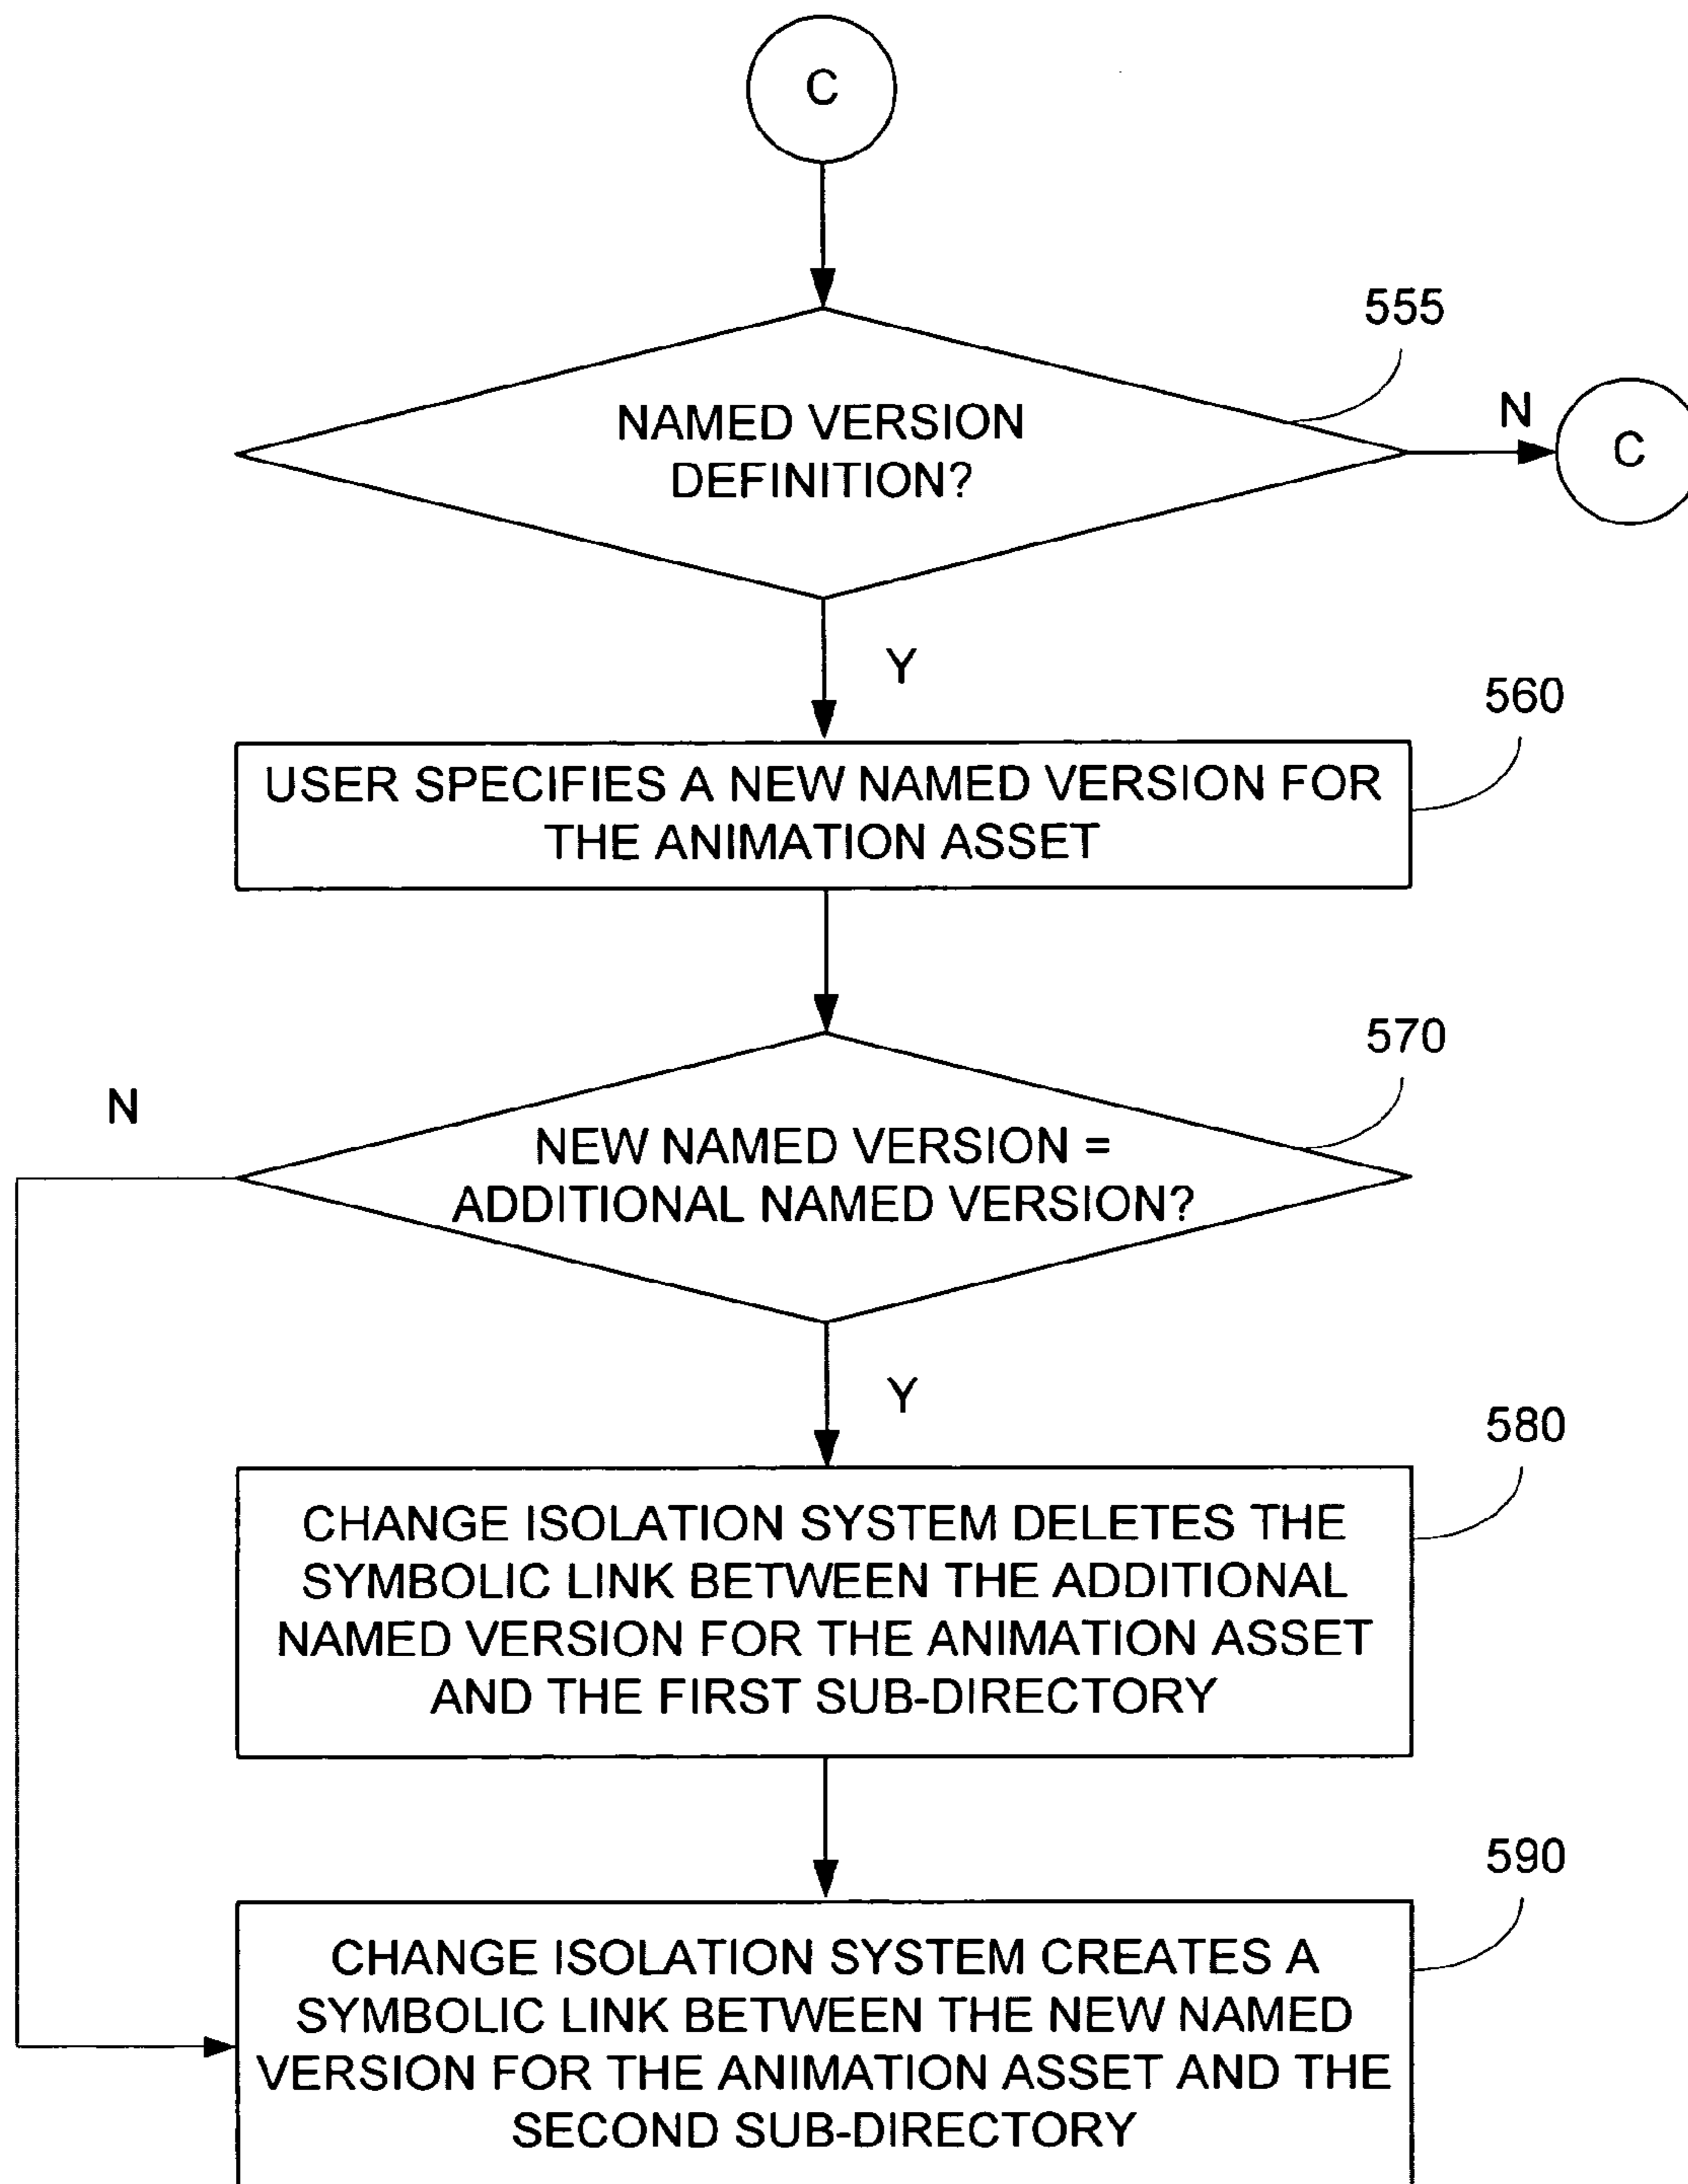 C
555
NAMED VERSION
DEFINITION?
N
C
Y
560
USER SPECIFIES A NEW NAMED VERSION FOR
THE ANIMATION ASSET
570
N
NEW NAMED VERSION =
ADDITIONAL NAMED VERSION?
Y
580
CHANGE ISOLATION SYSTEM DELETES THE
SYMBOLIC LINK BETWEEN THE ADDITIONAL
NAMED VERSION FOR THE ANIMATION ASSET
AND THE FIRST SUB-DIRECTORY
590
CHANGE ISOLATION SYSTEM CREATES A
SYMBOLIC LINK BETWEEN THE NEW NAMED
VERSION FOR THE ANIMATION ASSET AND THE
SECOND SUB-DIRECTORY